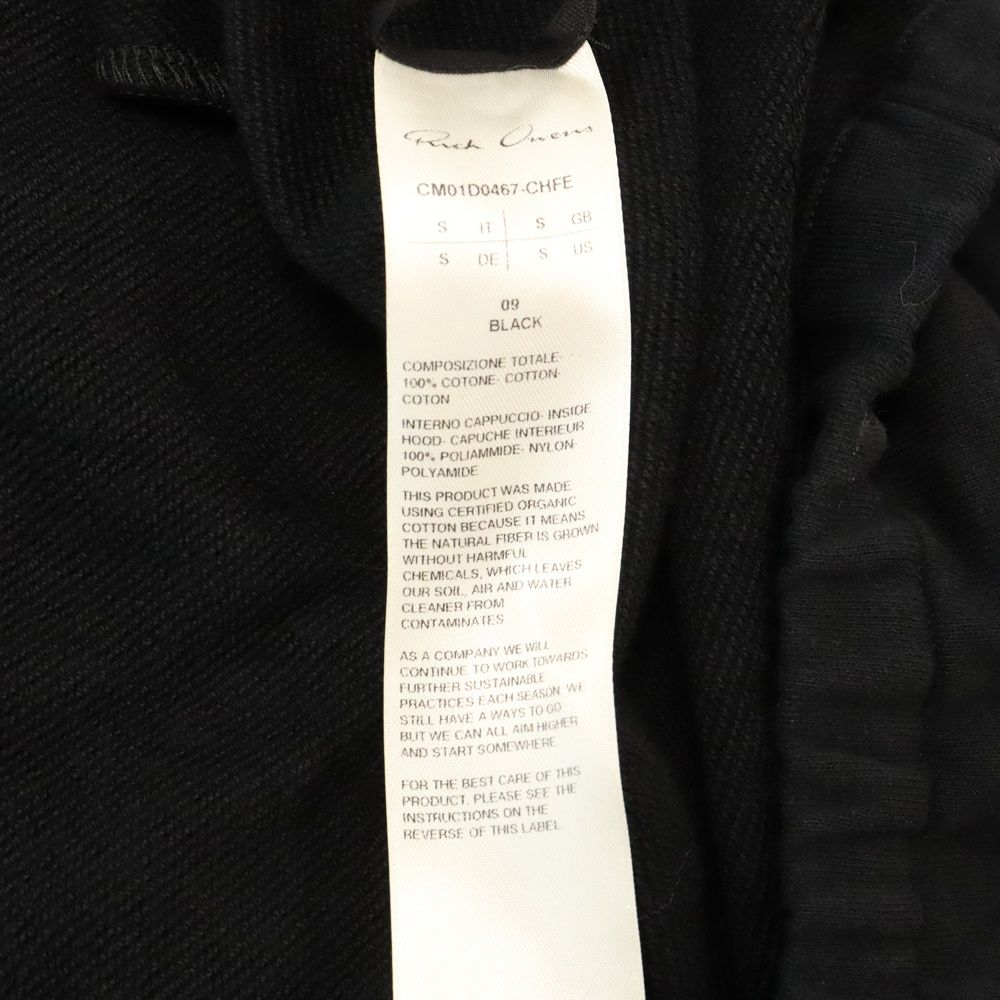 Rick Owens
CM01D0467-CHFE
S IT S GB
S DE S US
09
BLACK
COMPOSIZIONE TOTALE-
100% COTONE- COTTON-
COTON
INTERNO CAPPUCCIO- INSIDE
HOOD- CAPUCHE INTERIEUR
100% POLIAMMIDE- NYLON-
POLYAMIDE
THIS PRODUCT WAS MADE
USING CERTIFIED ORGANIC
COTTON BECAUSE IT MEANS
THE NATURAL FIBER IS GROWN
WITHOUT HARMFUL
CHEMICALS, WHICH LEAVES
OUR SOIL, AIR AND WATER
CLEANER FROM
CONTAMINATES.
AS A COMPANY WE WILL
CONTINUE TO WORK TOWARDS
FURTHER SUSTAINABLE
PRACTICES EACH SEASON. WE
STILL HAVE A WAYS TO GO
BUT WE CAN ALL AIM HIGHER
AND START SOMEWHERE.
FOR THE BEST CARE OF THIS
PRODUCT, PLEASE SEE THE
INSTRUCTIONS ON THE
REVERSE OF THIS LABEL.